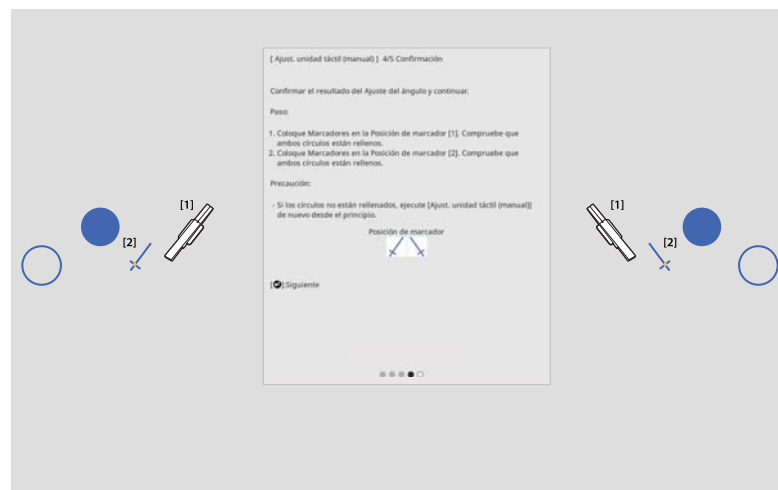 [ Ajust. unidad táctil (manual) ] 4/5 Confirmación
Confirmar el resultado del Ajuste del ángulo y continuar.
Paso:
1. Coloque Marcadores en la Posición de marcador [1]. Compruebe que
ambos círculos están rellenos.
2. Coloque Marcadores en la Posición de marcador [2]. Compruebe que
ambos círculos están rellenos.
Precaución:
- Si los círculos no están rellenados, ejecute [Ajust. unidad táctil (manual)]
de nuevo desde el principio.
Posición de marcador
[ ]:Siguiente
[1]
[2]
[1]
[2]